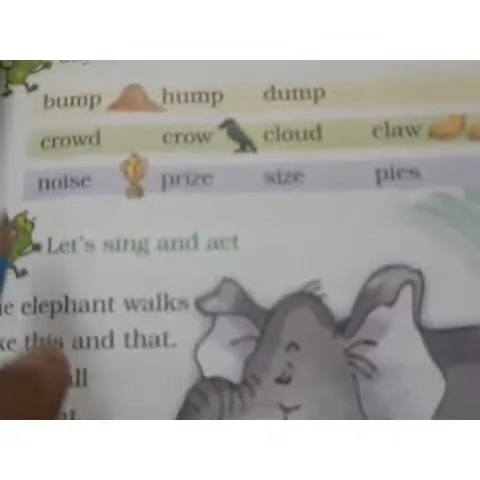 bump hump dump
crowd crow cloud claw
noise prize size pies
Let's sing and act
elephant walks
this and that.